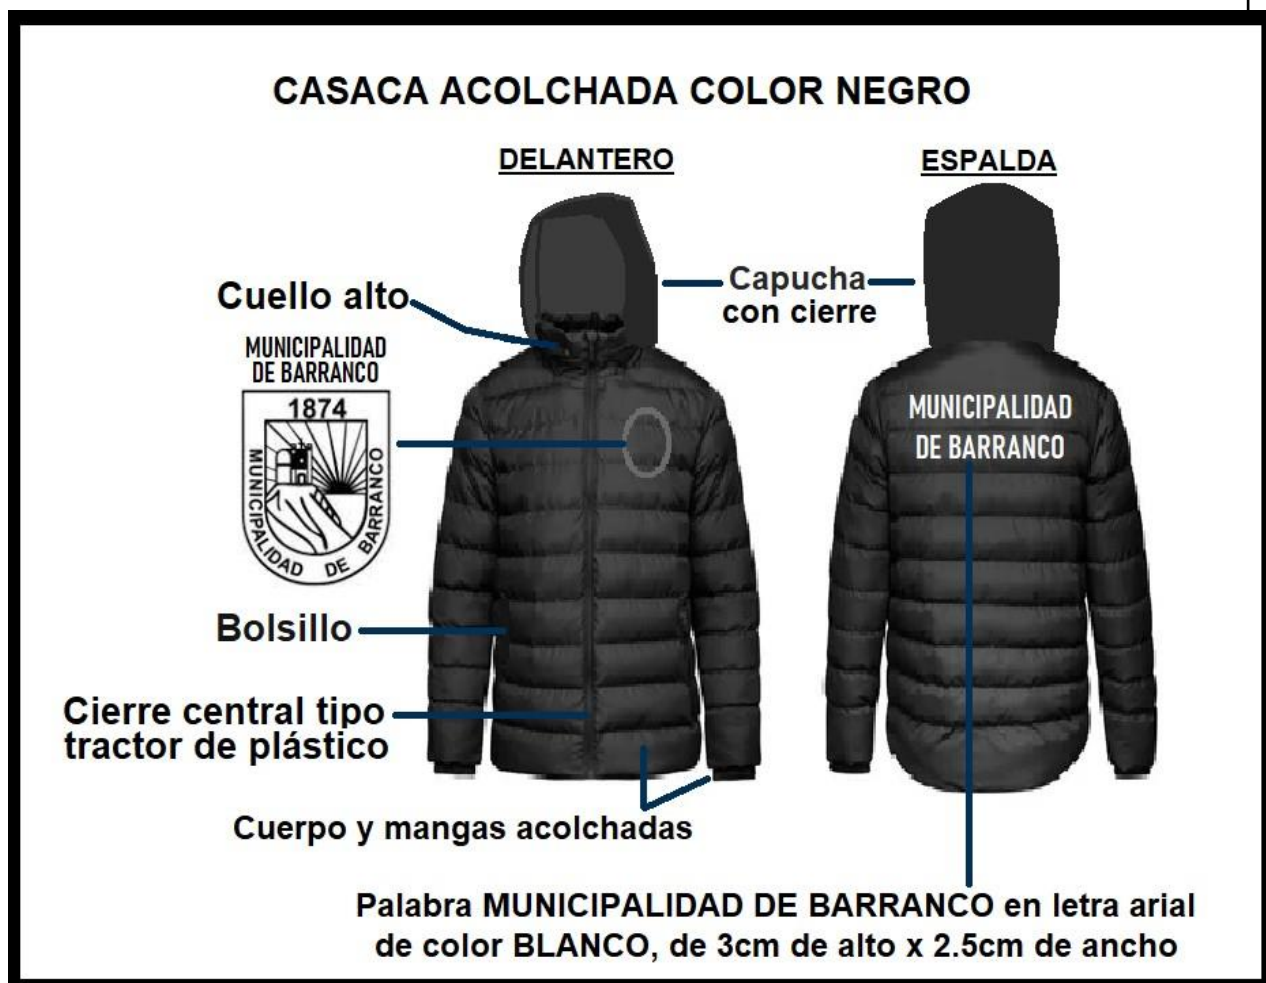 CASACA ACOLCHADA COLOR NEGRO
DELANTERO
ESPALDA
Cuello alto
Capucha
con cierre
MUNICIPALIDAD
DE BARRANCO
1874
MUNICIPALIDAD DE BARRANCO
MUNICIPALIDAD
DE BARRANCO
Bolsillo
Cierre central tipo
tractor de plástico
Cuerpo y mangas acolchadas
Palabra MUNICIPALIDAD DE BARRANCO en letra arial
de color BLANCO, de 3cm de alto x 2.5cm de ancho